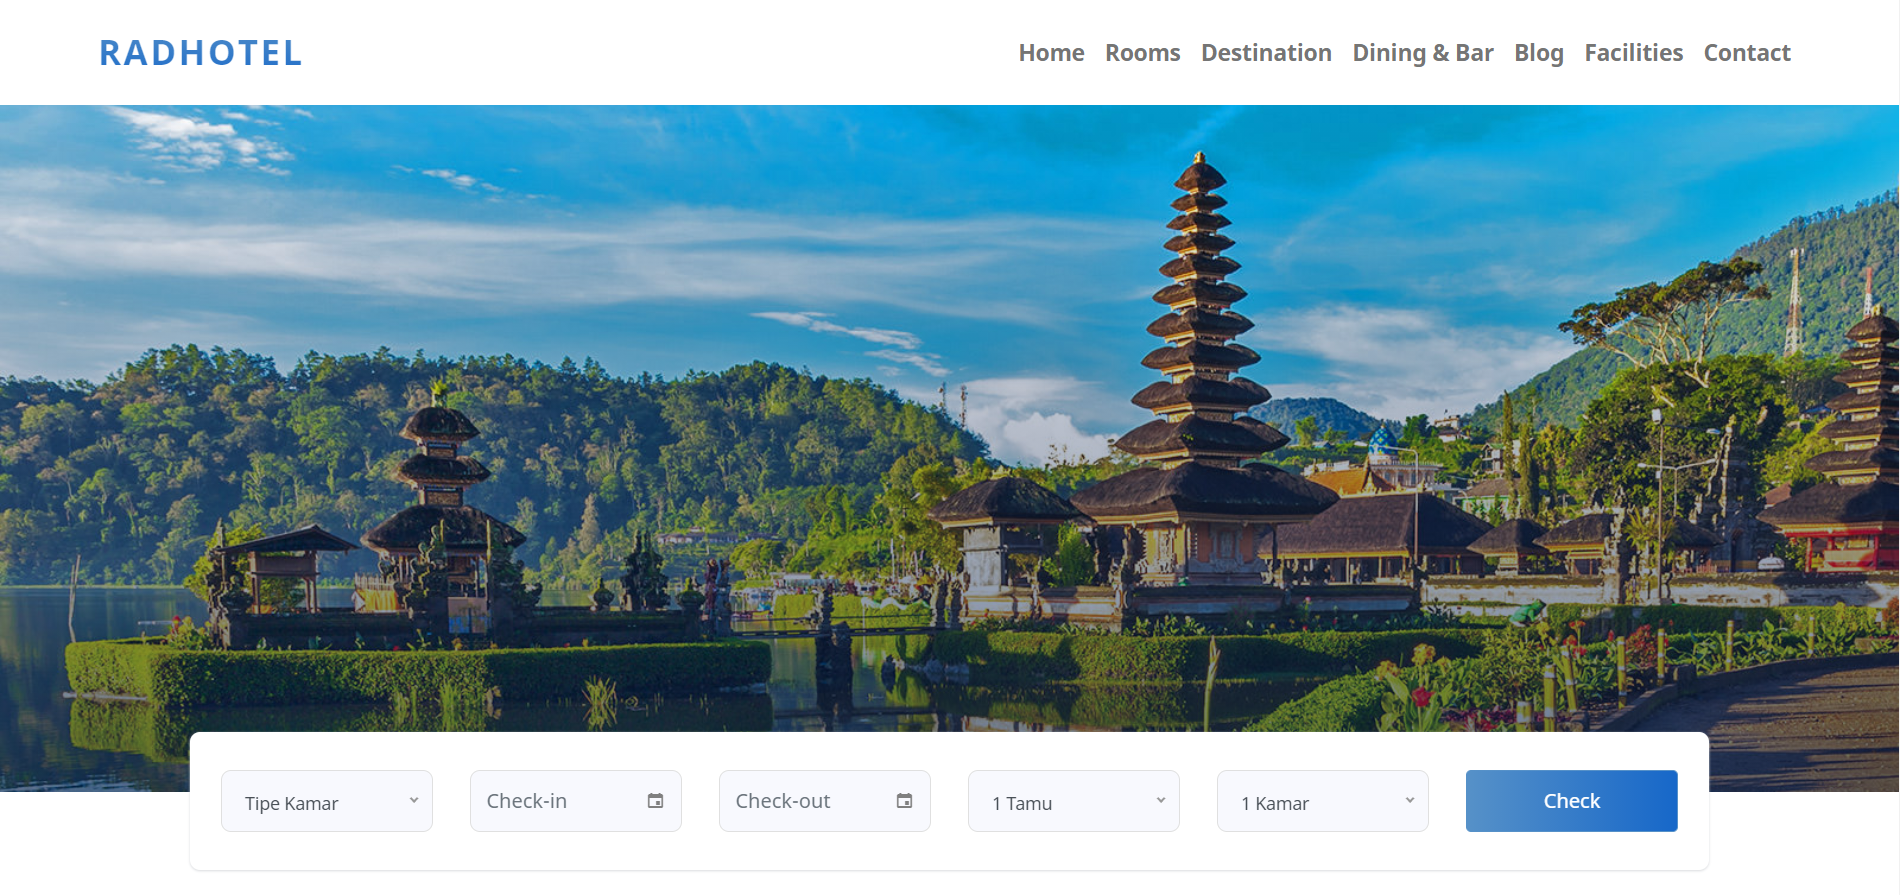 RADHOTEL
Home Rooms Destination Dining & Bar Blog Facilities Contact
Tipe Kamar Check-in Check-out 1 Tamu 1 Kamar Check